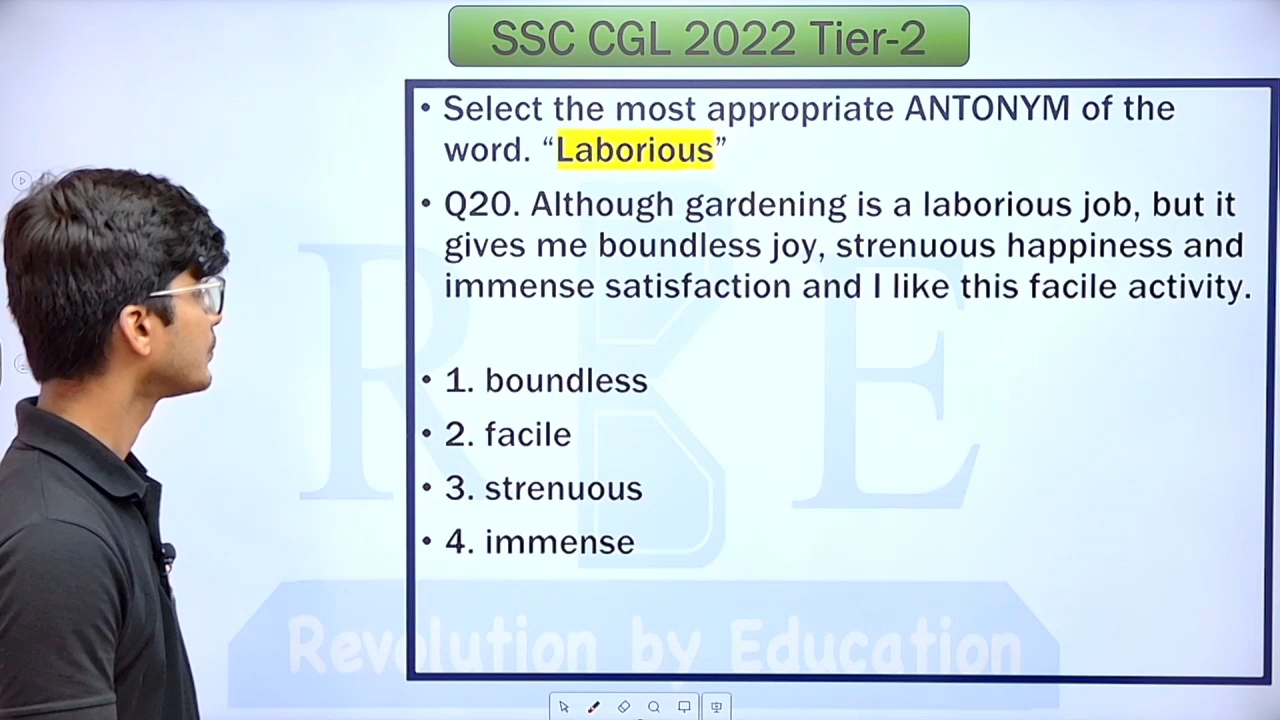 SSC CGL 2022 Tier-2
• Select the most appropriate ANTONYM of the
word. “Laborious”
• Q20. Although gardening is a laborious job, but it
gives me boundless joy, strenuous happiness and
immense satisfaction and I like this facile activity.
• 1. boundless
• 2. facile
• 3. strenuous
• 4. immense
RBE
Revolution by Education